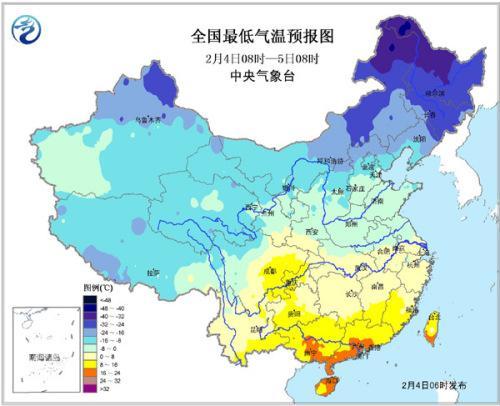 全国最低气温预报图
2月4日08时—5日08时
中央气象台
哈尔滨
长春
乌鲁木齐
沈阳
呼和浩特
北京
天津
银川
太原
石家庄
济南
西宁
兰州
郑州
西安
合肥
南京
上海
拉萨
成都
武汉
杭州
重庆
长沙
南昌
贵阳
福州
昆明
台北
南宁
广州
香港
澳门
海口
图例(℃)
<-48
-48 ~ -40
-40 ~ -32
-32 ~ -24
-24 ~ -16
-16 ~ -8
-8 ~ 0
0 ~ 8
8 ~ 16
16 ~ 24
24 ~ 32
>32
南海诸岛
2月4日06时发布